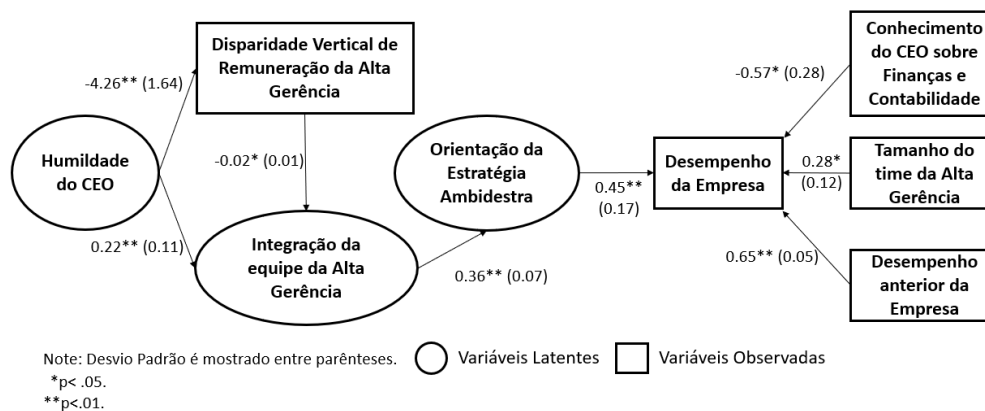 Disparidade Vertical de
Remuneração da Alta
Gerência
Conhecimento
do CEO sobre
Finanças e
Contabilidade
-4.26** (1.64)
-0.57* (0.28)
Humildade
do CEO
-0.02* (0.01)
Orientação da
Estratégia
Ambidestra
0.45**
(0.17)
Desempenho
da Empresa
0.28*
(0.12)
Tamanho do
time da Alta
Gerência
0.22** (0.11)
Integração da
equipe da Alta
Gerência
0.36** (0.07)
0.65** (0.05)
Desempenho
anterior da
Empresa
Note: Desvio Padrão é mostrado entre parênteses.
*p< .05.
**p<.01.
Variáveis Latentes
Variáveis Observadas